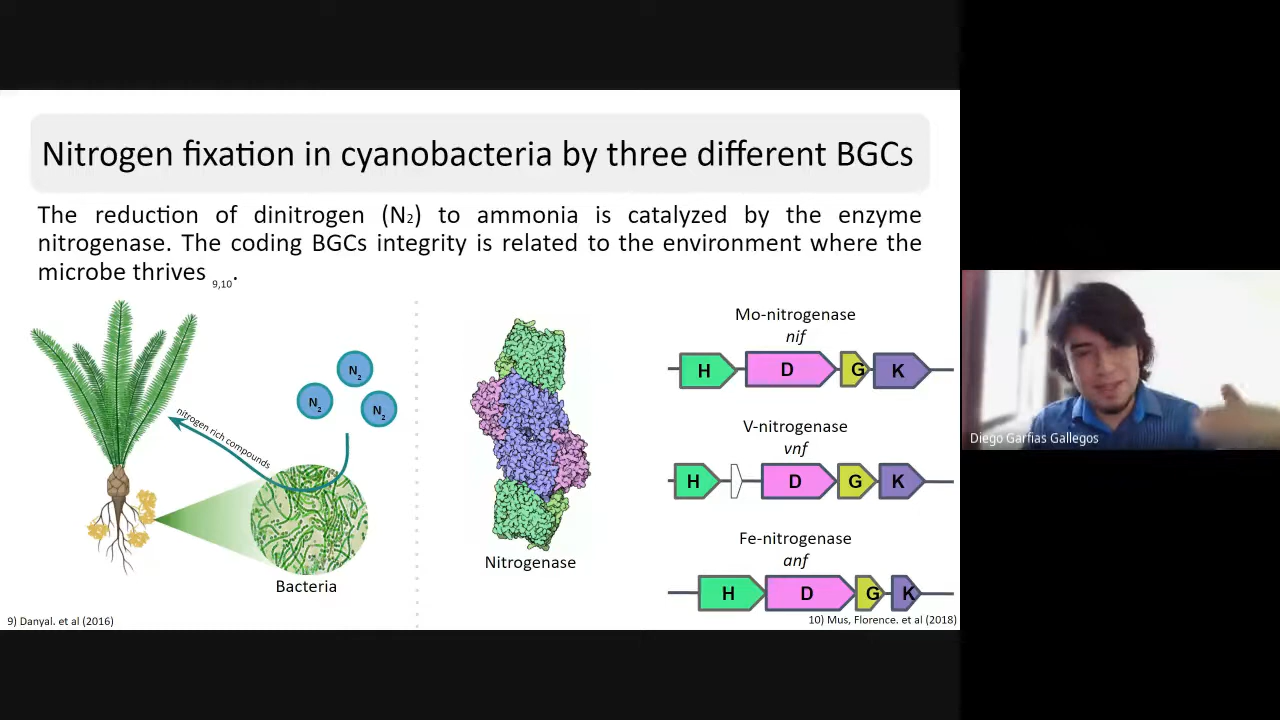 Nitrogen fixation in cyanobacteria by three different BGCs
The reduction of dinitrogen (N2) to ammonia is catalyzed by the enzyme
nitrogenase. The coding BGCs integrity is related to the environment where the
microbe thrives 9,10.
N2
N2
N2
nitrogen rich compounds
Bacteria
Nitrogenase
Mo-nitrogenase
nif
H D G K
V-nitrogenase
vnf
H D G K
Fe-nitrogenase
anf
H D G K
9) Danyal. et al (2016)
10) Mus, Florence. et al (2018)
Diego Garfias Gallegos